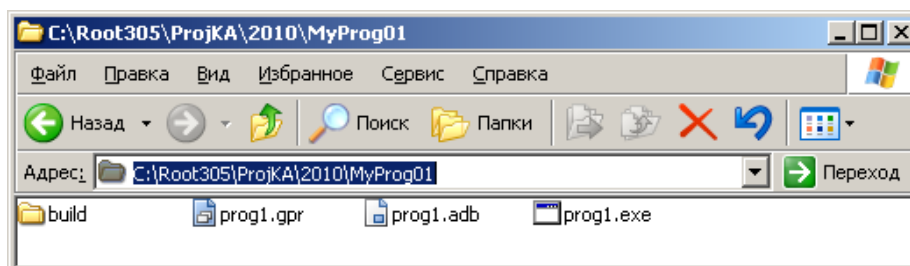 C:\Root305\ProjKA\2010\MyProg01
Файл Правка Вид Избранное Сервис Справка
Назад Поиск Папки
Адрес: C:\Root305\ProjKA\2010\MyProg01 Переход
build prog1.gpr prog1.adb prog1.exe